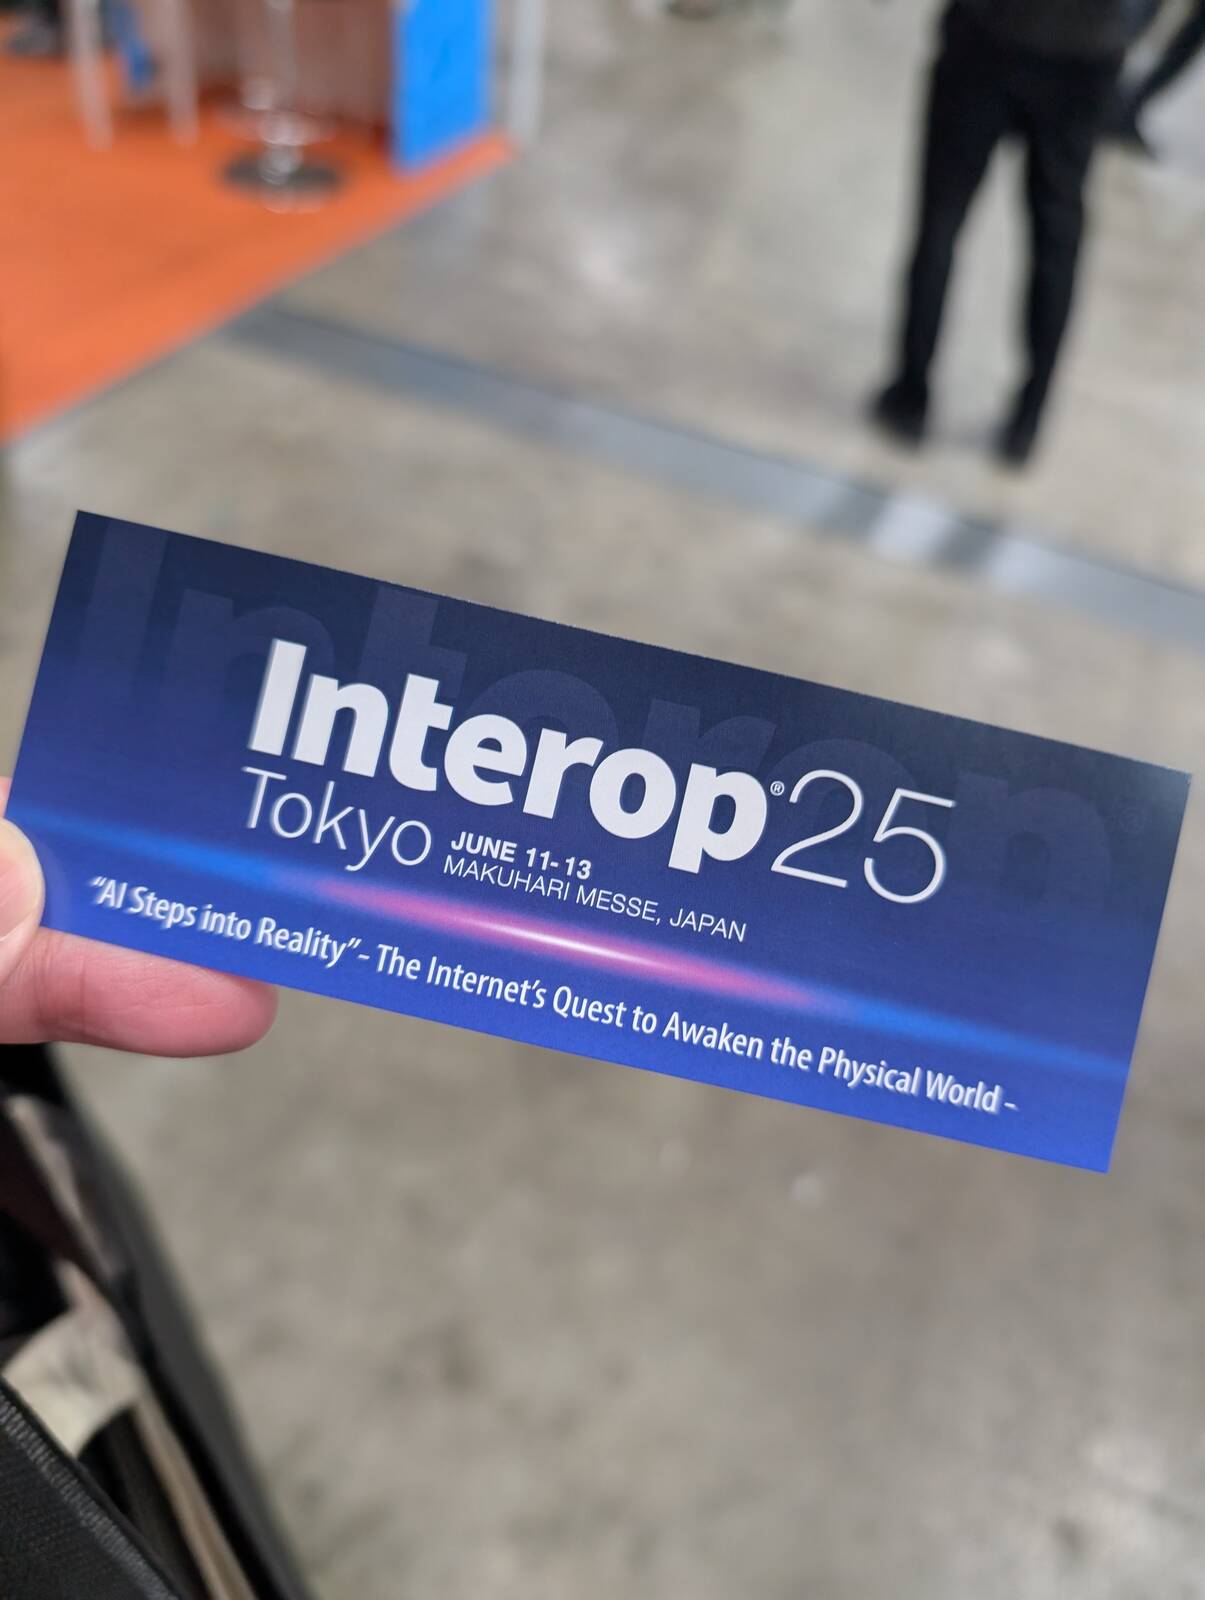 Interop®25
Tokyo JUNE 11-13
MAKUHARI MESSE, JAPAN
“AI Steps into Reality” - The Internet’s Quest to Awaken the Physical World -